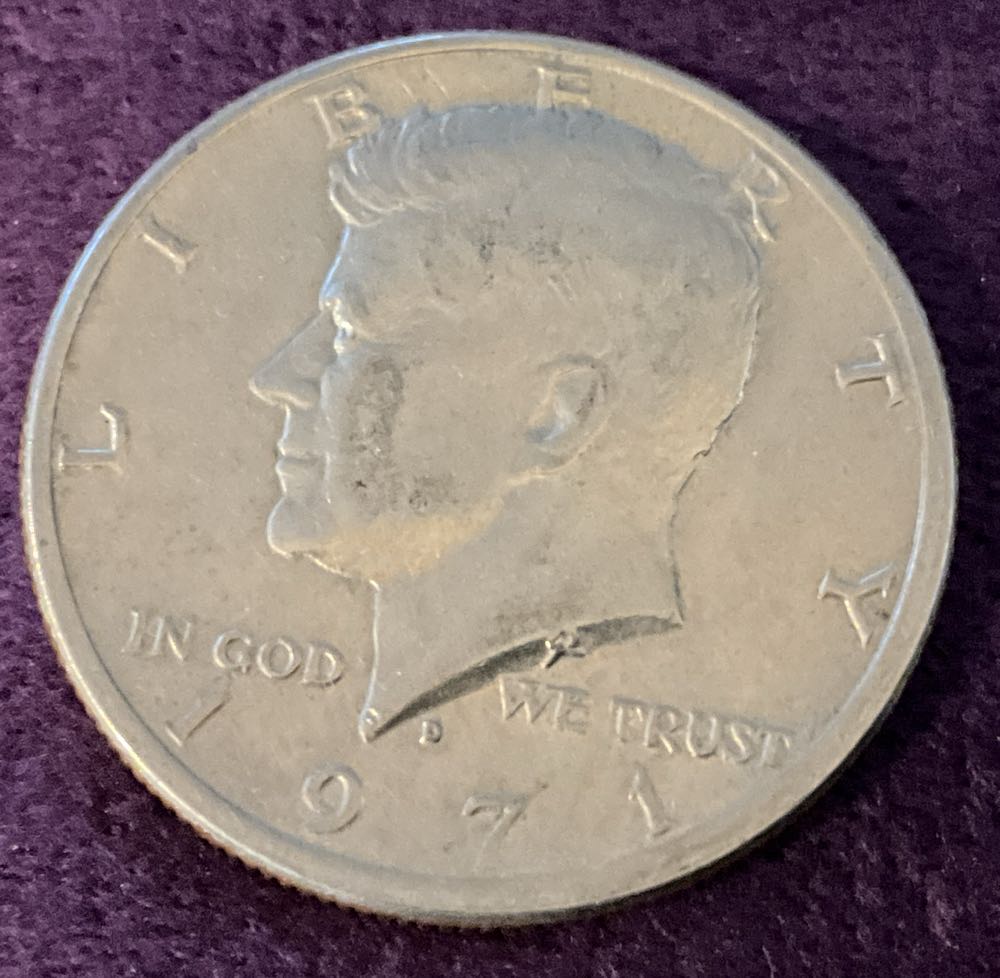 LIBERTY
IN GOD WE TRUST
D
1971